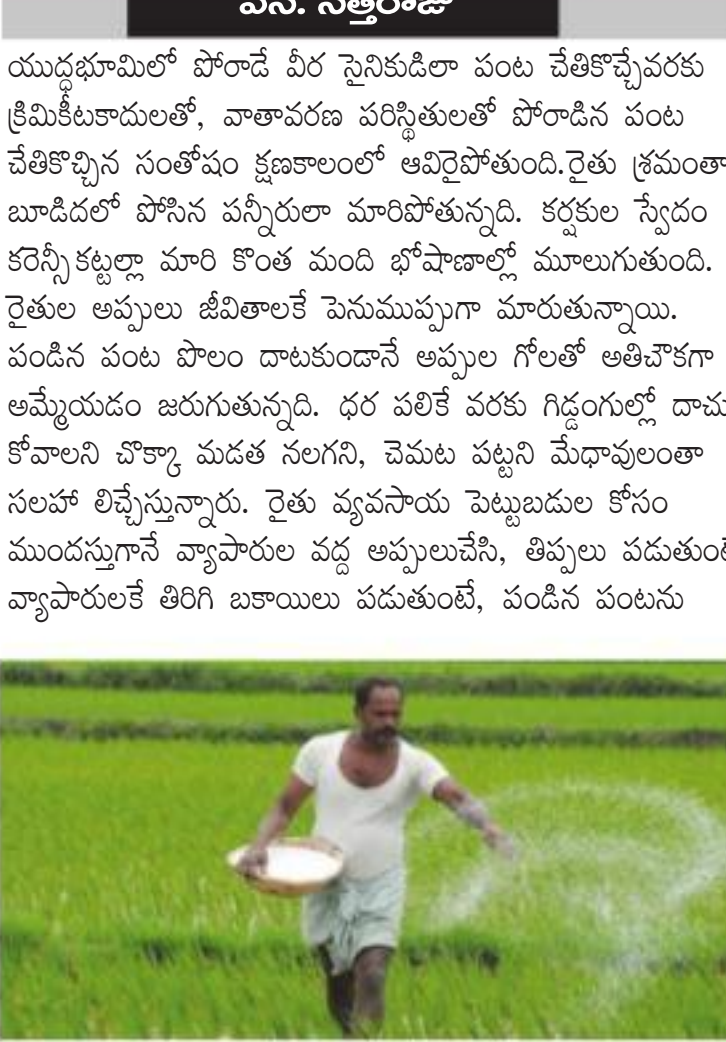 ఎన్. సత్తిరాజు
యుద్ధభూమిలో పోరాడే వీర సైనికుడిలా పంట చేతికొచ్చేవరకు
క్రిమికీటకాదులతో, వాతావరణ పరిస్థితులతో పోరాడిన పంట
చేతికొచ్చిన సంతోషం క్షణకాలంలో ఆవిరైపోతుంది.రైతు శ్రమంతా
బూడిదలో పోసిన పన్నీరులా మారిపోతున్నది. కర్షకుల స్వేదం
కరెన్సీ కట్టల్లా మారి కొంత మంది భోషాణాల్లో మూలుగుతుంది.
రైతుల అప్పులు జీవితాలకే పెనుముప్పుగా మారుతున్నాయి.
పండిన పంట పొలం దాటకుండానే అప్పుల గోలతో అతిచౌకగా
అమ్మేయడం జరుగుతున్నది. ధర పలికే వరకు గిడ్డంగుల్లో దాచు
కోవాలని చొక్కా మడత నలగని, చెమట పట్టని మేధావులంతా
సలహా లిచ్చేస్తున్నారు. రైతు వ్యవసాయ పెట్టుబడుల కోసం
ముందస్తుగానే వ్యాపారుల వద్ద అప్పులుచేసి, తిప్పలు పడుతుంటే
వ్యాపారులకే తిరిగి బకాయిలు పడుతుంటే, పండిన పంటను